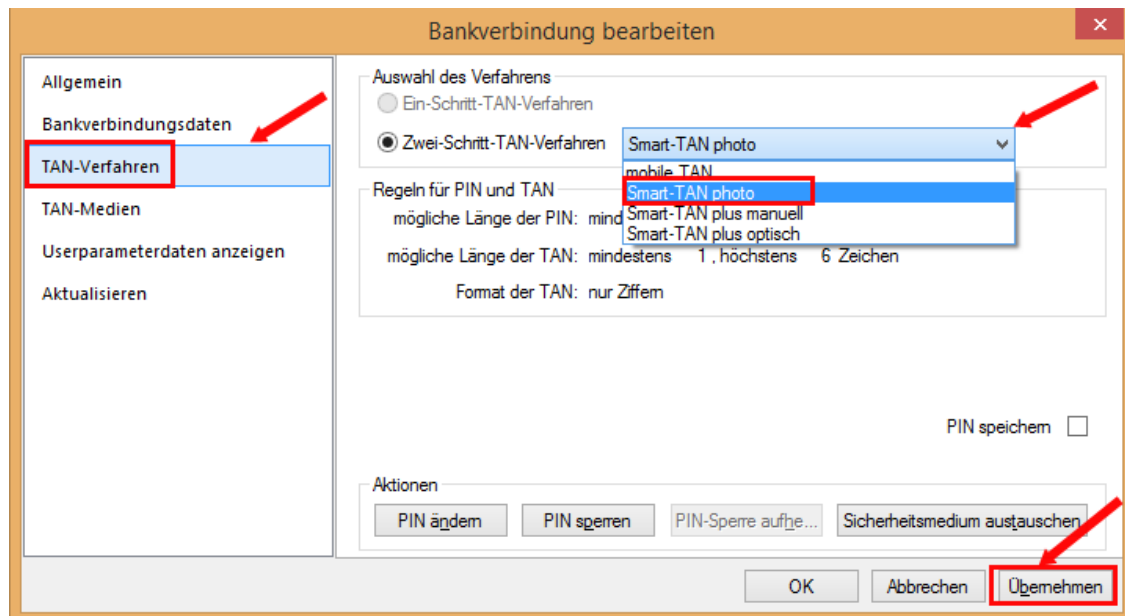 Bankverbindung bearbeiten
Allgemein
Bankverbindungsdaten
TAN-Verfahren
TAN-Medien
Userparameterdaten anzeigen
Aktualisieren
Auswahl des Verfahrens
Ein-Schritt-TAN-Verfahren
Zwei-Schritt-TAN-Verfahren Smart-TAN photo
mobile TAN
Smart-TAN photo
Smart-TAN plus manuell
Smart-TAN plus optisch
Regeln für PIN und TAN
mögliche Länge der PIN: mind
mögliche Länge der TAN: mindestens 1 , höchstens 6 Zeichen
Format der TAN: nur Ziffern
PIN speichern
Aktionen
PIN ändern PIN sperren PIN-Sperre aufhe... Sicherheitsmedium austauschen
OK Abbrechen Übernehmen